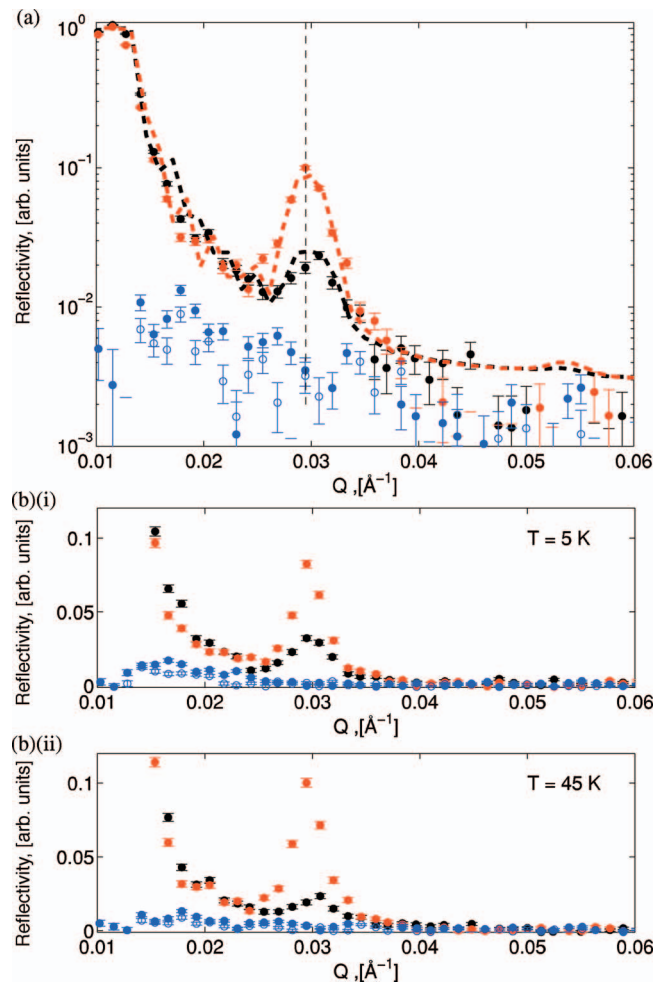 (a)
10^0
10^{-1}
10^{-2}
10^{-3}
Reflectivity, [arb. units]
0.01 0.02 0.03 0.04 0.05 0.06
Q ,[Å^{-1}]
(b)(i)
T = 5 K
0.1
0.05
0
Reflectivity, [arb. units]
0.01 0.02 0.03 0.04 0.05 0.06
Q ,[Å^{-1}]
(b)(ii)
T = 45 K
0.1
0.05
0
Reflectivity, [arb. units]
0.01 0.02 0.03 0.04 0.05 0.06
Q ,[Å^{-1}]